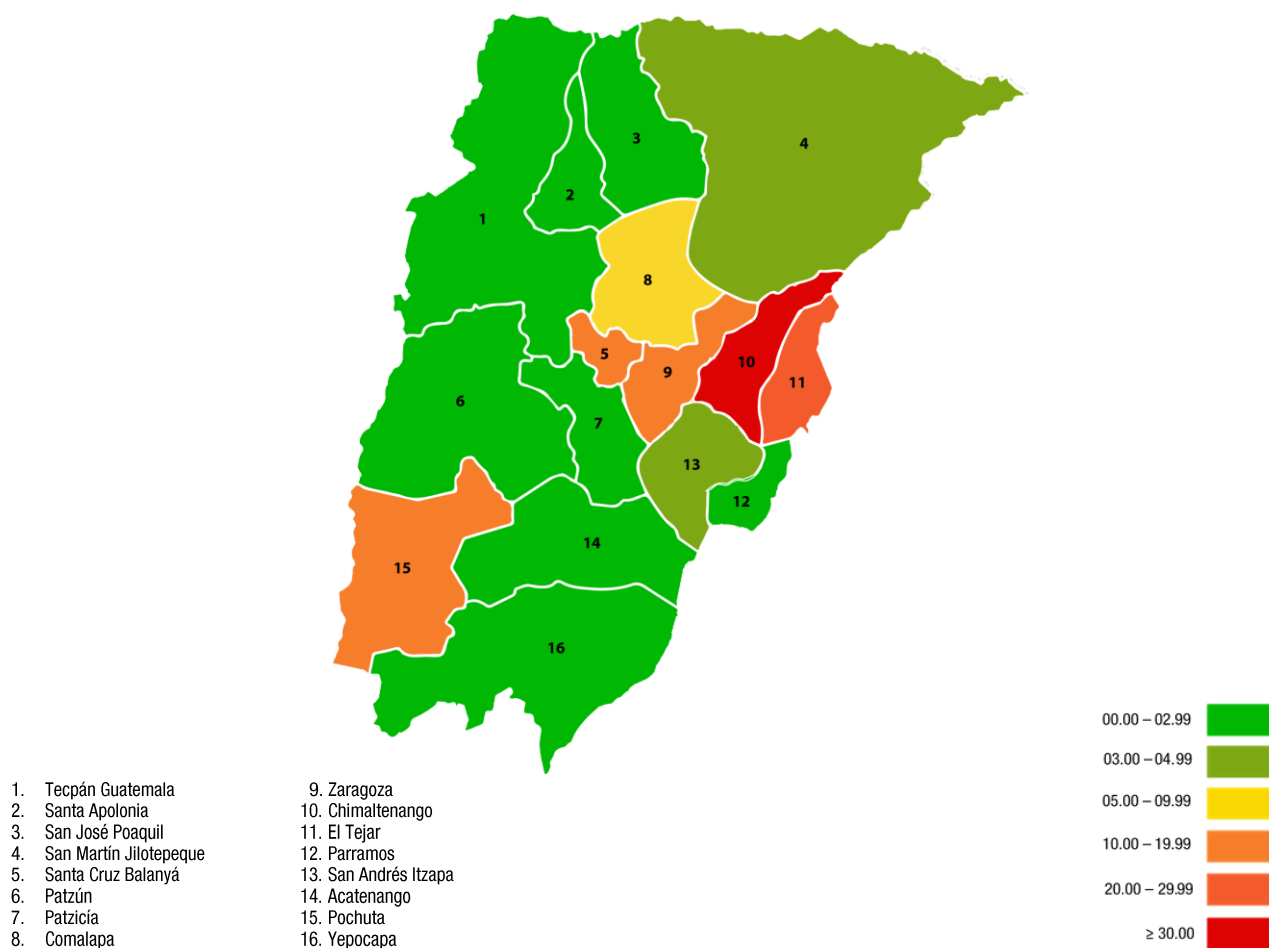 3
4
2
1
8
5
10
9
11
6
7
13
12
14
15
16
00.00 – 02.99
03.00 –04.99
05.00 – 09.99
10.00 – 19.99
20.00 – 29.99
≥ 30.00
1. Tecpán Guatemala
2. Santa Apolonia
3. San José Poaquil
4. San Martín Jilotepeque
5. Santa Cruz Balanyá
6. Patzún
7. Patzicía
8. Comalapa
9. Zaragoza
10. Chimaltenango
11. El Tejar
12. Parramos
13. San Andrés Itzapa
14. Acatenango
15. Pochuta
16. Yepocapa